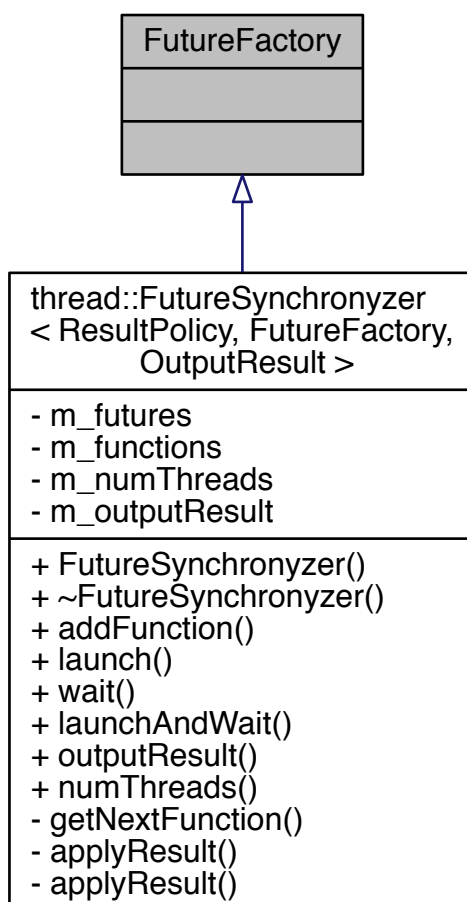 FutureFactory
thread::FutureSynchronyzer
< ResultPolicy, FutureFactory,
OutputResult >
- m_futures
- m_functions
- m_numThreads
- m_outputResult
+ FutureSynchronyzer()
+ ~FutureSynchronyzer()
+ addFunction()
+ launch()
+ wait()
+ launchAndWait()
+ outputResult()
+ numThreads()
- getNextFunction()
- applyResult()
- applyResult()